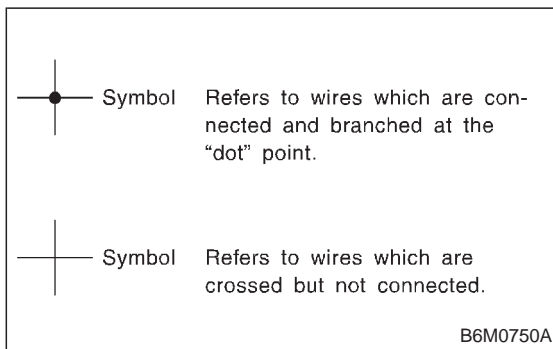 Symbol Refers to wires which are con-
nected and branched at the
“dot” point.
Symbol Refers to wires which are
crossed but not connected.
B6M0750A